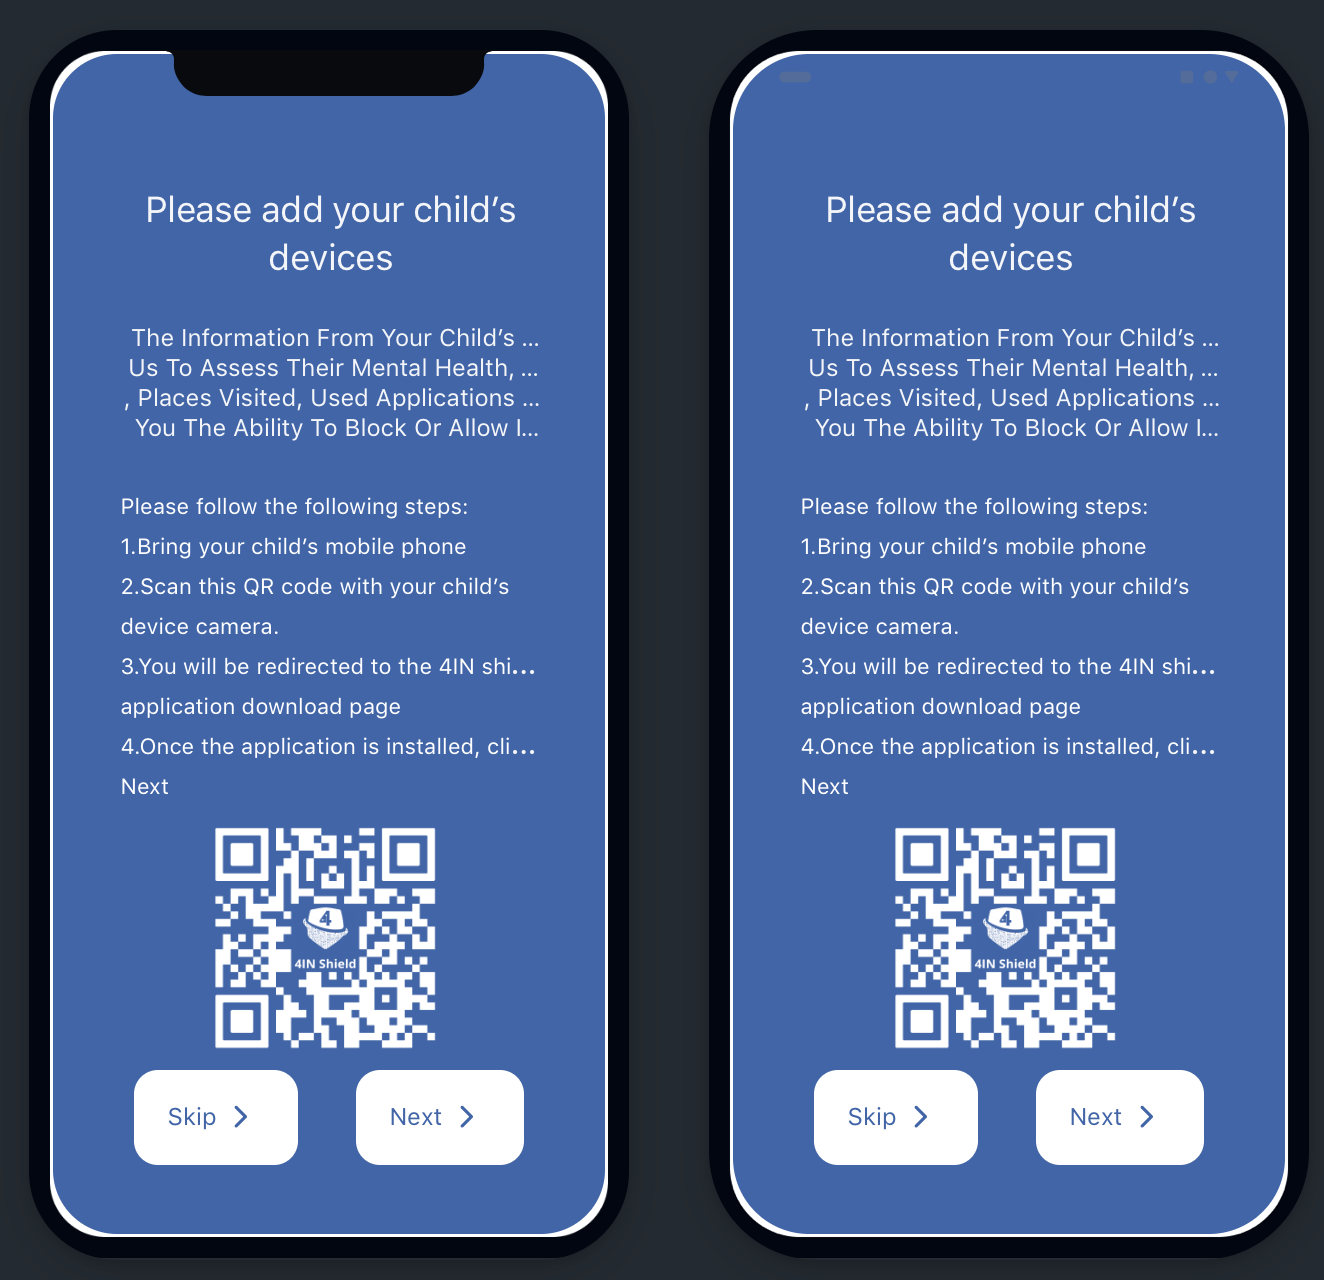 Please add your child’s
devices
The Information From Your Child’s ...
Us To Assess Their Mental Health, ...
, Places Visited, Used Applications ...
You The Ability To Block Or Allow I...
Please follow the following steps:
1.Bring your child’s mobile phone
2.Scan this QR code with your child’s
device camera.
3.You will be redirected to the 4IN shi...
application download page
4.Once the application is installed, cli...
Next
4
4IN Shield
Skip
Next
Please add your child’s
devices
The Information From Your Child’s ...
Us To Assess Their Mental Health, ...
, Places Visited, Used Applications ...
You The Ability To Block Or Allow I...
Please follow the following steps:
1.Bring your child’s mobile phone
2.Scan this QR code with your child’s
device camera.
3.You will be redirected to the 4IN shi...
application download page
4.Once the application is installed, cli...
Next
4
4IN Shield
Skip
Next